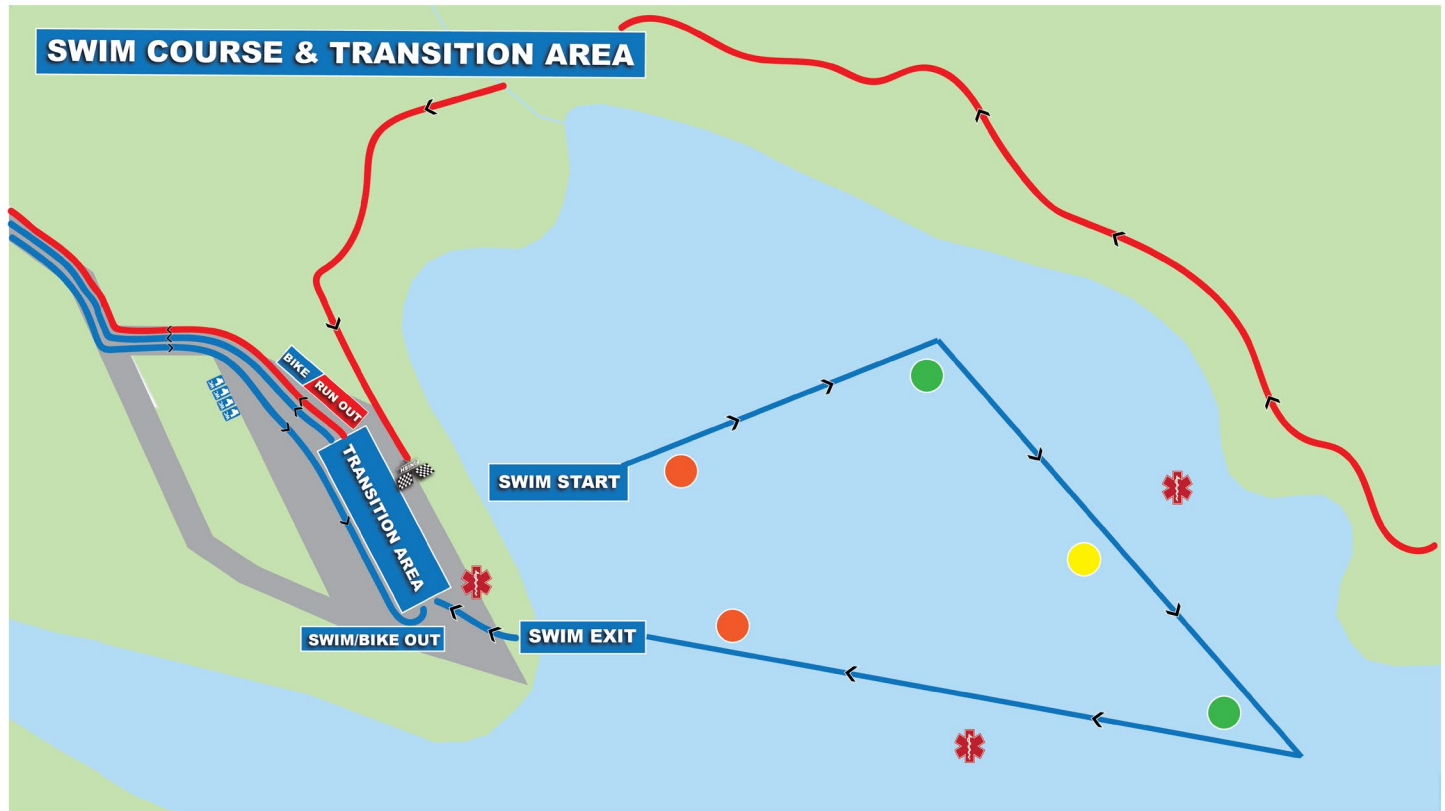 SWIM COURSE & TRANSITION AREA
BIKE
RUN OUT
TRANSITION AREA
SWIM START
SWIM EXIT
SWIM/BIKE OUT